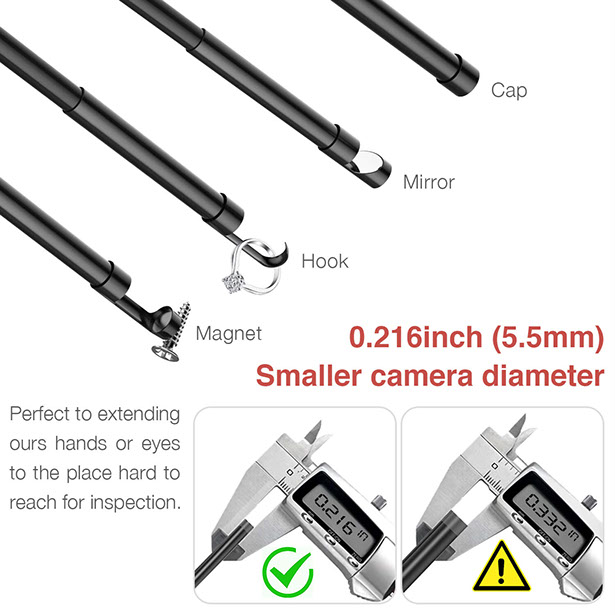 Cap
Mirror
Hook
Magnet
0.216inch (5.5mm)
Smaller camera diameter
Perfect to extending
ours hands or eyes
to the place hard to
reach for inspection.
0.216 IN
0.332 IN